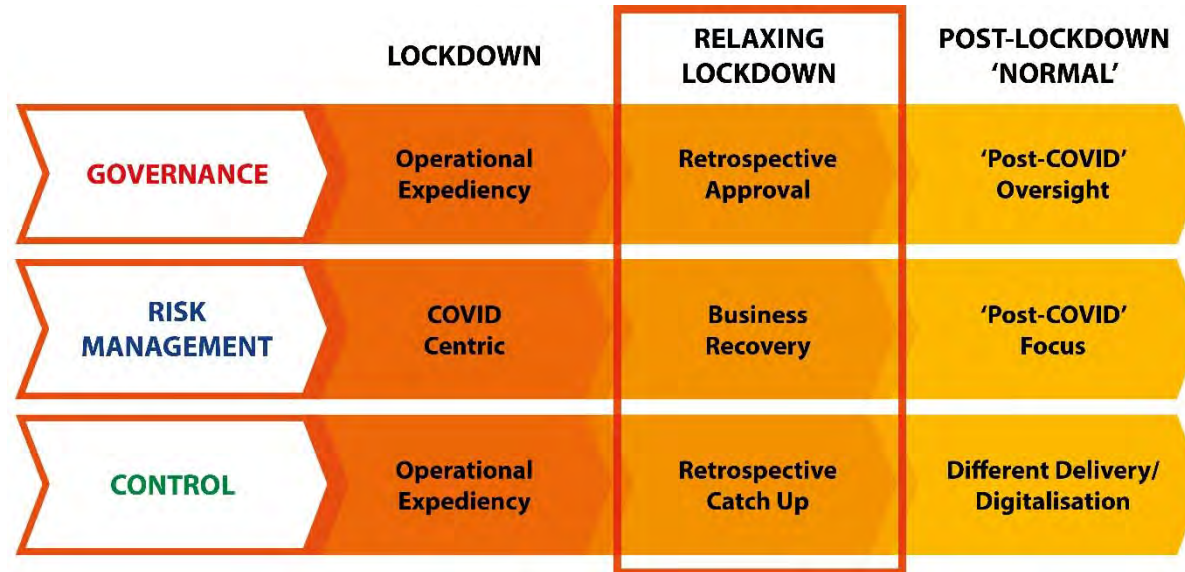 LOCKDOWN
RELAXING
LOCKDOWN
POST-LOCKDOWN
‘NORMAL’
GOVERNANCE
Operational
Expediency
Retrospective
Approval
‘Post-COVID’
Oversight
RISK
MANAGEMENT
COVID
Centric
Business
Recovery
‘Post-COVID’
Focus
CONTROL
Operational
Expediency
Retrospective
Catch Up
Different Delivery/
Digitalisation